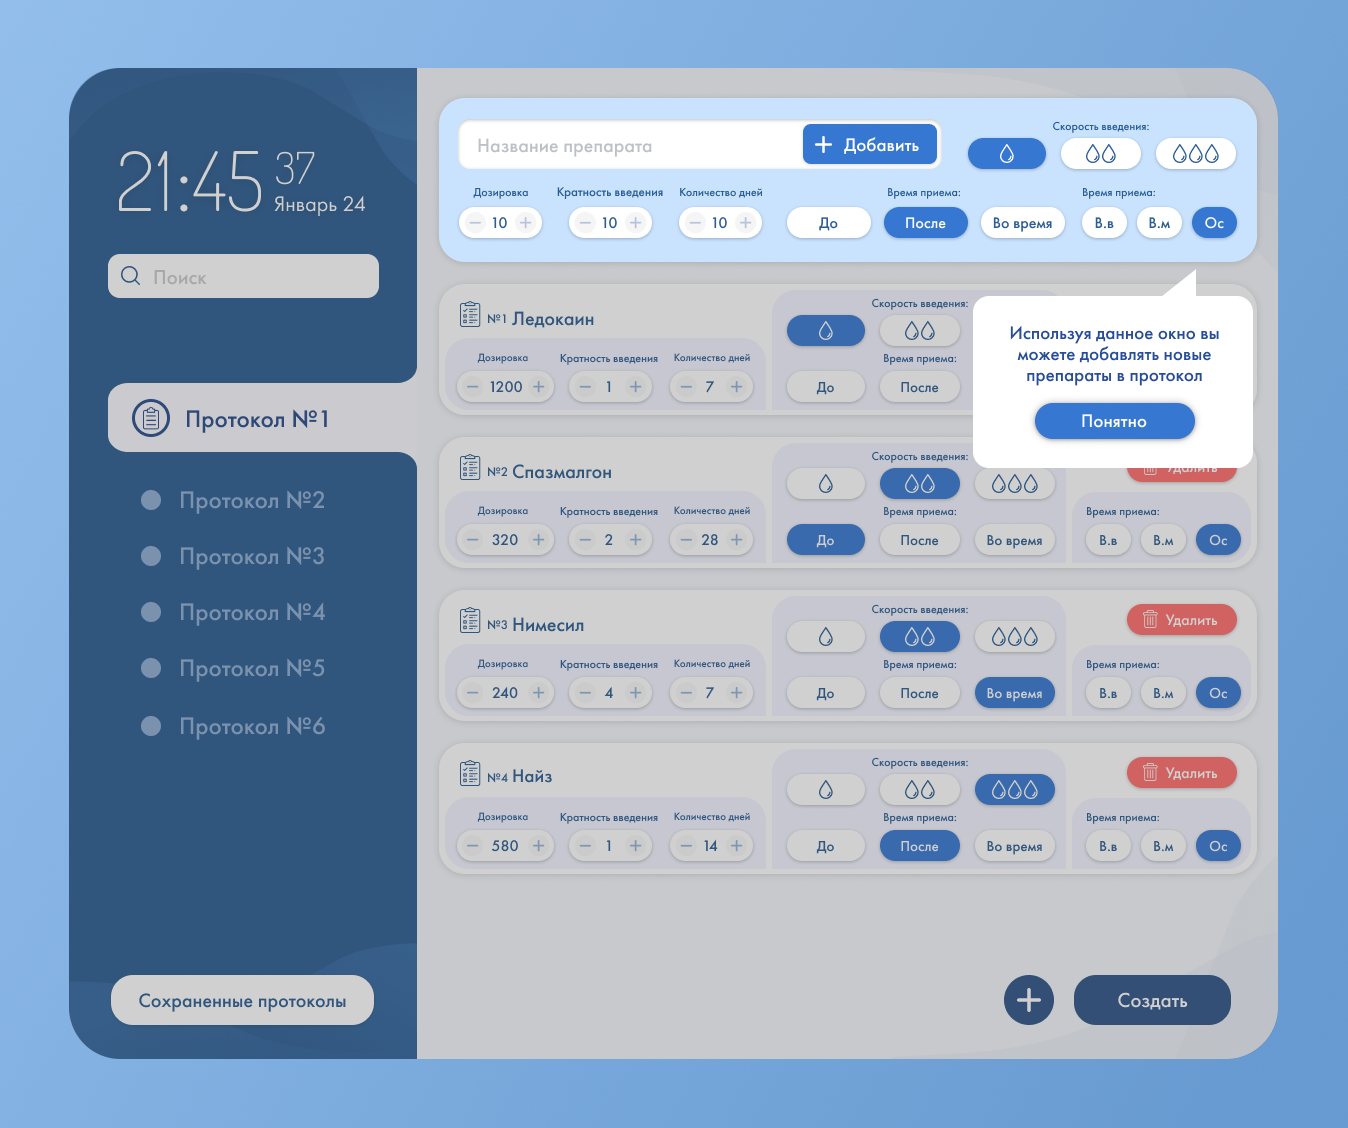 21:45 37
Январь 24
Поиск
Протокол №1
Протокол №2
Протокол №3
Протокол №4
Протокол №5
Протокол №6
Сохраненные протоколы
Название препарата
Добавить
Скорость введения:
Дозировка
Кратность введения
Количество дней
Время приема:
Время приема:
10
10
10
До
После
Во время
В.в
В.м
Ос
№1 Ледокаин
Скорость введения:
Дозировка
Кратность введения
Количество дней
Время приема:
1200
1
7
До
После
Используя данное окно вы
можете добавлять новые
препараты в протокол
Понятно
№2 Спазмалгон
Скорость введения:
Удалить
Дозировка
Кратность введения
Количество дней
Время приема:
Время приема:
320
2
28
До
После
Во время
В.в
В.м
Ос
№3 Нимесил
Скорость введения:
Удалить
Дозировка
Кратность введения
Количество дней
Время приема:
Время приема:
240
4
7
До
После
Во время
В.в
В.м
Ос
№4 Найз
Скорость введения:
Удалить
Дозировка
Кратность введения
Количество дней
Время приема:
Время приема:
580
1
14
До
После
Во время
В.в
В.м
Ос
Создать